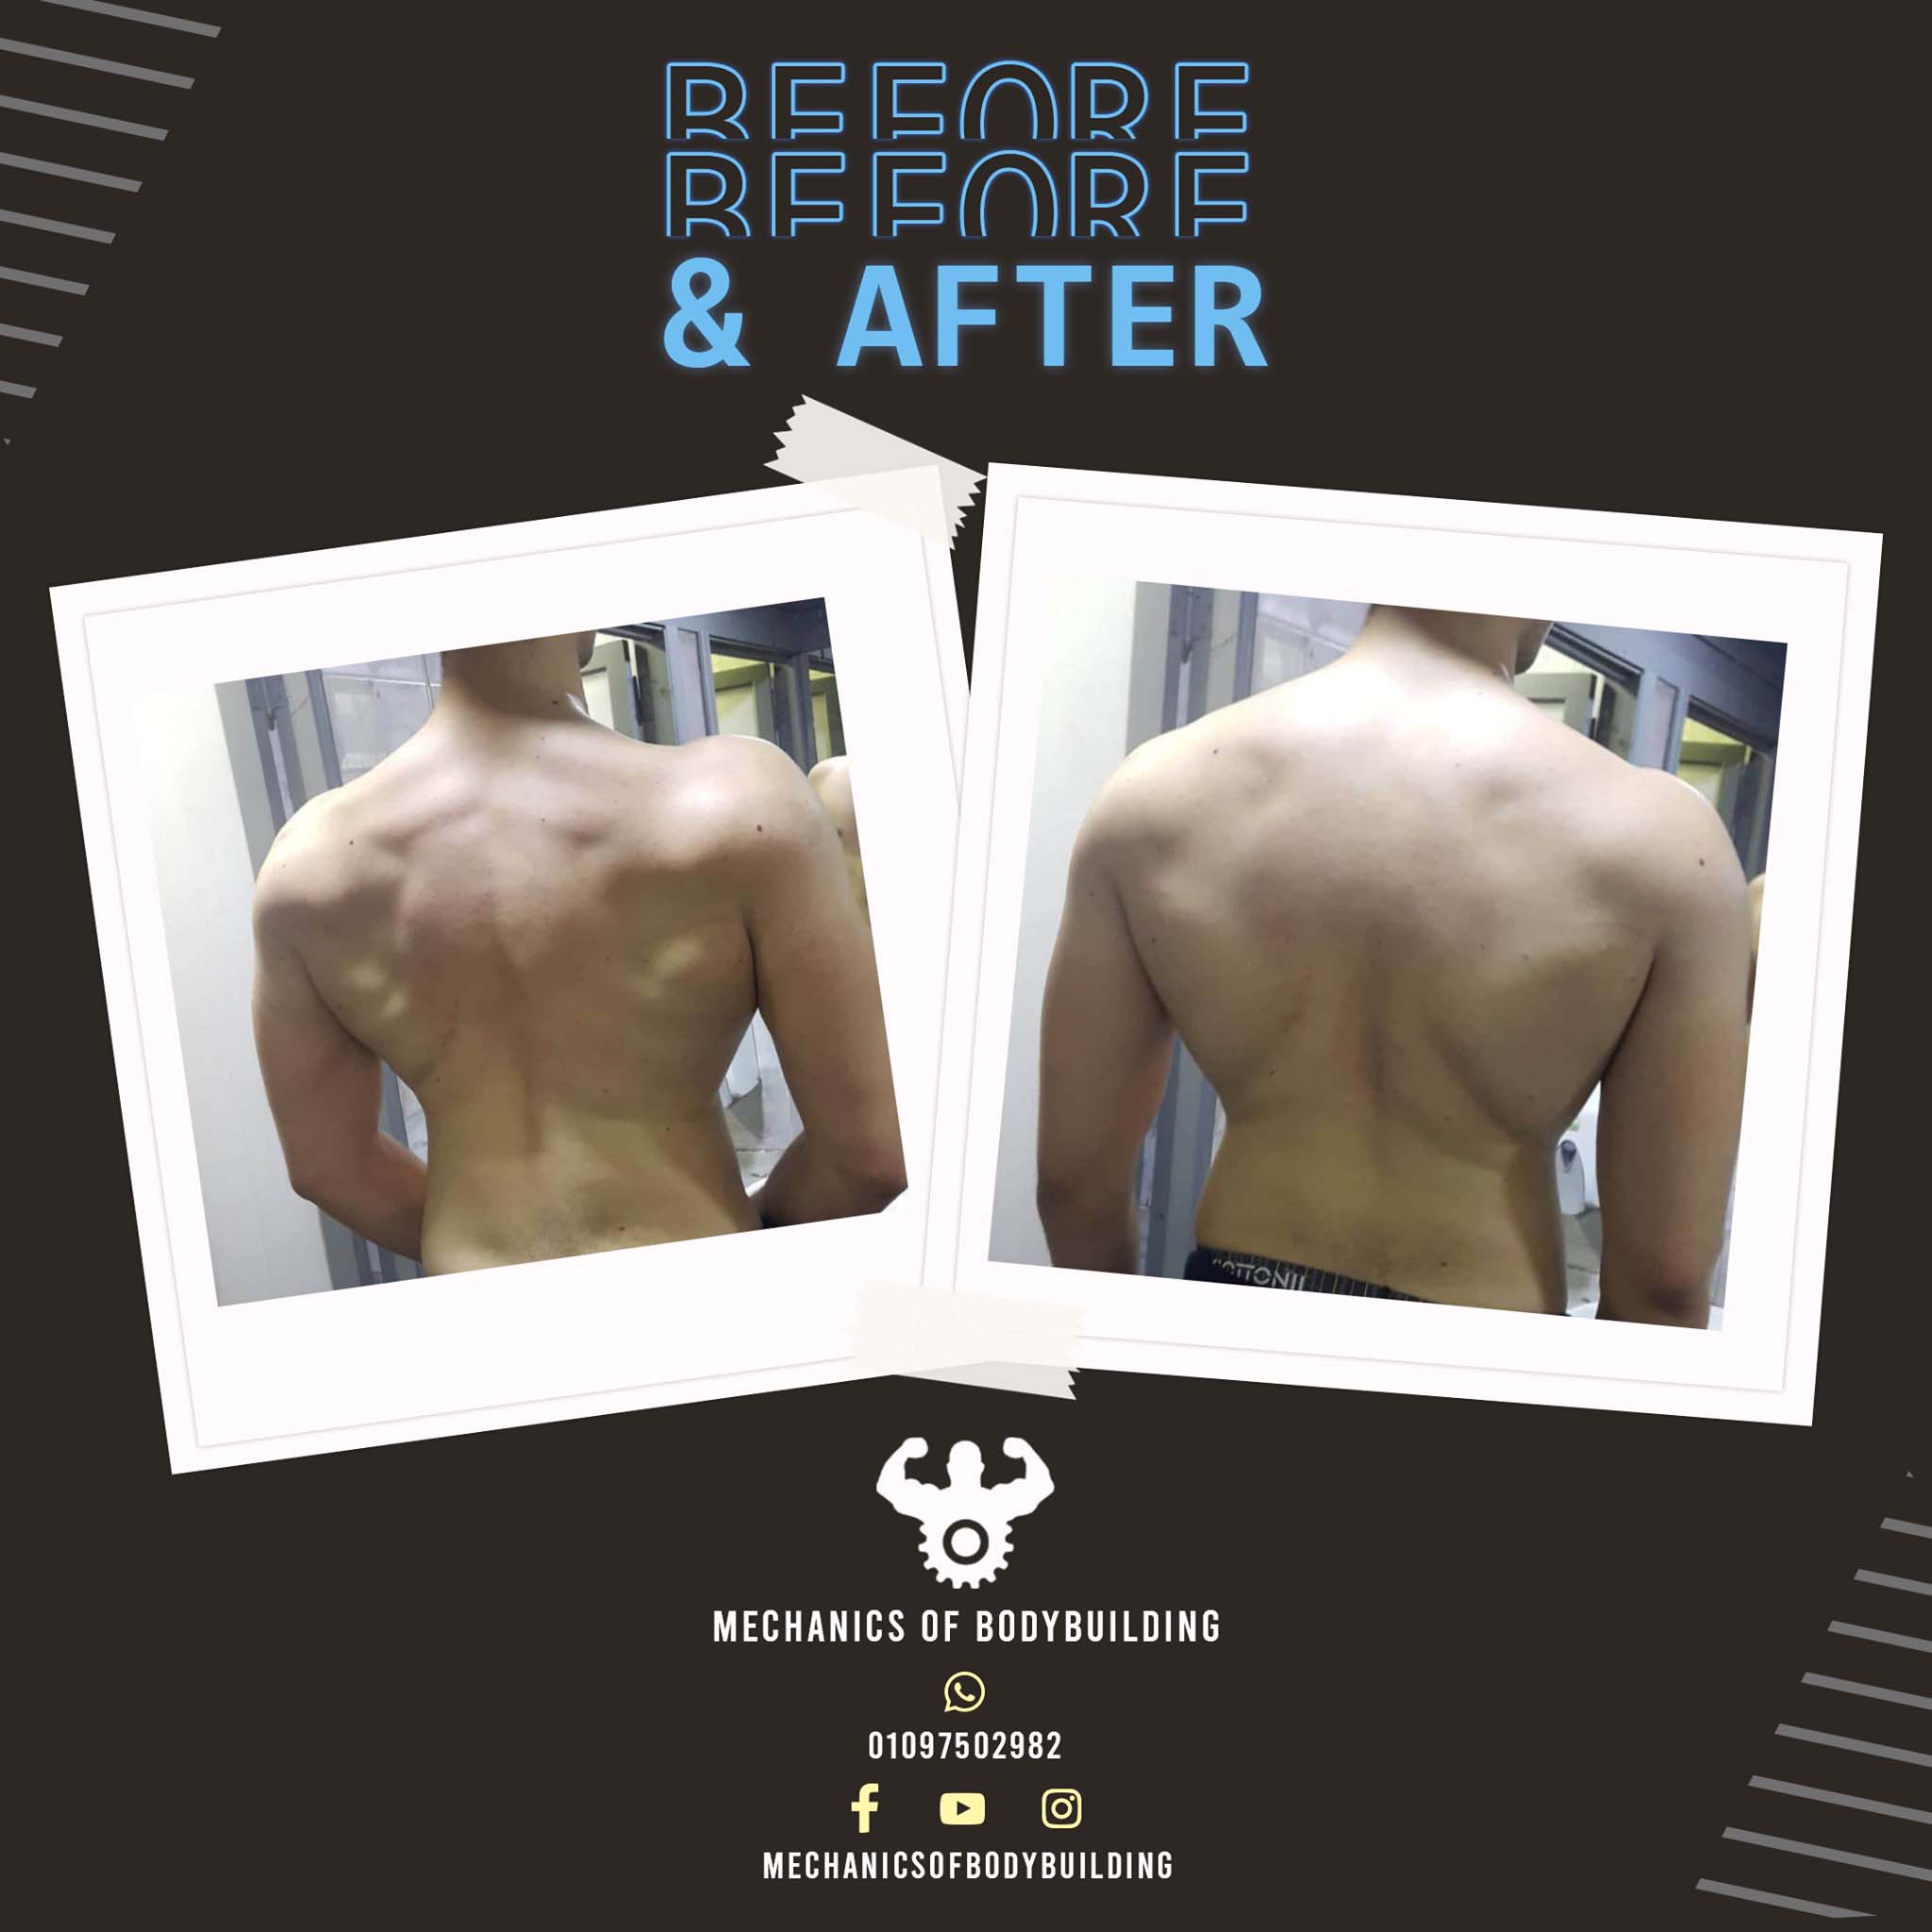 BEFORE
BEFORE
& AFTER
MECHANICS OF BODYBUILDING
01097502982
MECHANICSOFBODYBUILDING